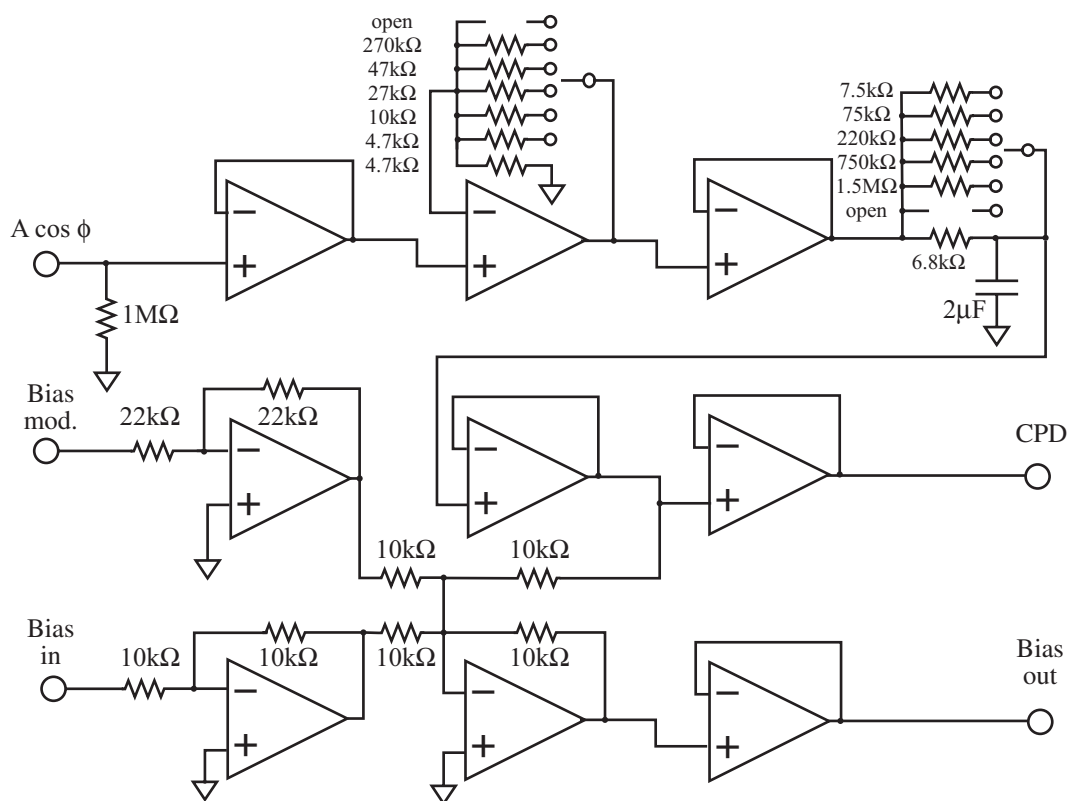 open
270kΩ
47kΩ
27kΩ
10kΩ
4.7kΩ
4.7kΩ
7.5kΩ
75kΩ
220kΩ
750kΩ
1.5MΩ
open
6.8kΩ
2μF
A cos ϕ
1MΩ
−
+
−
+
−
+
Bias
mod.
22kΩ
22kΩ
−
+
−
+
−
+
CPD
10kΩ
10kΩ
Bias
in
10kΩ
10kΩ
10kΩ
10kΩ
−
+
−
+
−
+
Bias
out